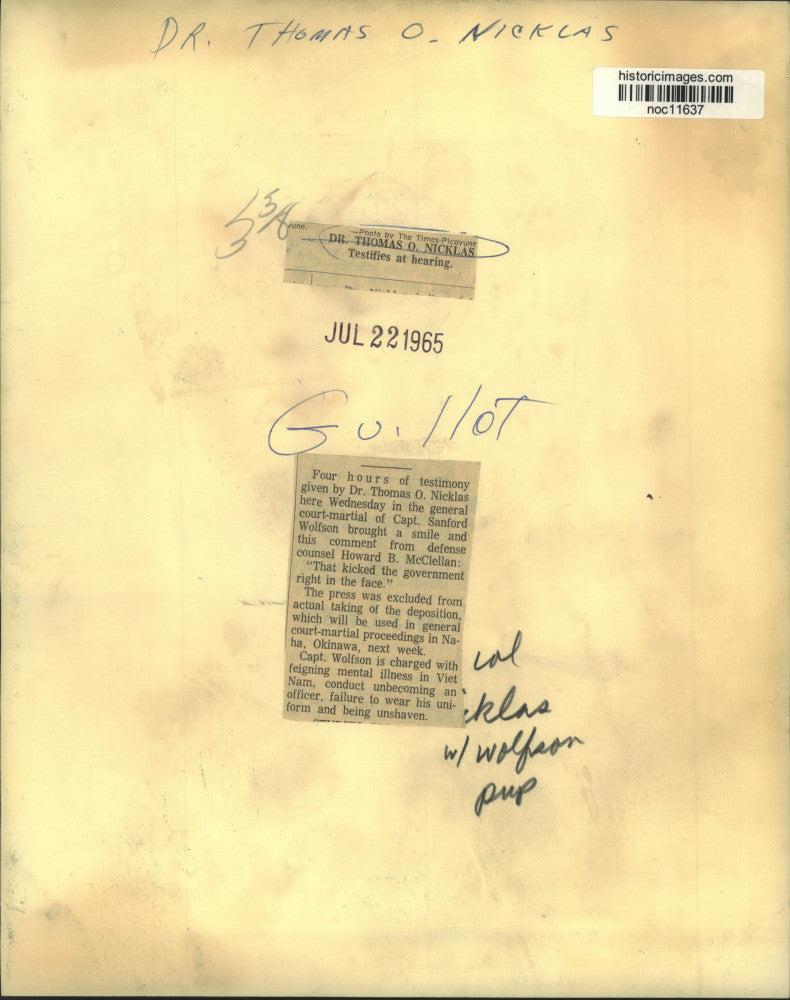 DR. THOMAS O. NICKLAS
historicimages.com
noc11637
5 3/8
une.
—Photo by The Times-Picayune
DR. THOMAS O. NICKLAS
Testifies at hearing.
JUL 22 1965
Guillot
Four hours of testimony
given by Dr. Thomas O. Nicklas
here Wednesday in the general
court-martial of Capt. Sanford
Wolfson brought a smile and
this comment from defense
counsel Howard B. McClellan:
"That kicked the government
right in the face."
The press was excluded from
actual taking of the deposition,
which will be used in general
court-martial proceedings in Na-
ha, Okinawa, next week.
Capt. Wolfson is charged with
feigning mental illness in Viet
Nam, conduct unbecoming an
officer, failure to wear his uni-
form and being unshaven.
col
cklas
w/ wolfson
pup